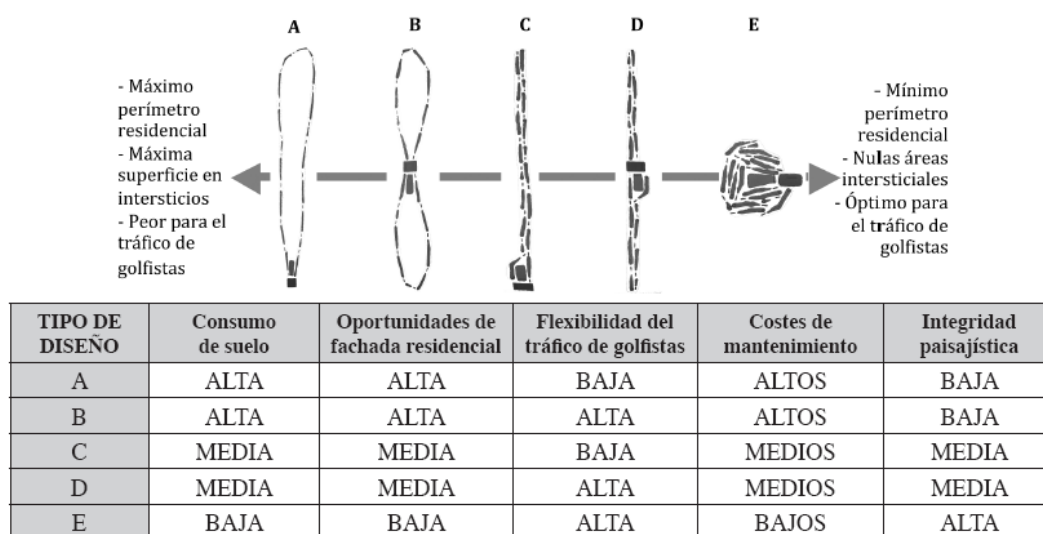 A B C D E
- Máximo
perímetro
residencial
- Máxima
superficie en
intersticios
- Peor para el
tráfico de
golfistas
- Mínimo
perímetro
residencial
- Nulas áreas
intersticiales
- Óptimo para
el tráfico de
golfistas
TIPO DE DISEÑO Consumo de suelo Oportunidades de fachada residencial Flexibilidad del tráfico de golfistas Costes de mantenimiento Integridad paisajística
A ALTA ALTA BAJA ALTOS BAJA
B ALTA ALTA ALTA ALTOS BAJA
C MEDIA MEDIA BAJA MEDIOS MEDIA
D MEDIA MEDIA ALTA MEDIOS MEDIA
E BAJA BAJA ALTA BAJOS ALTA